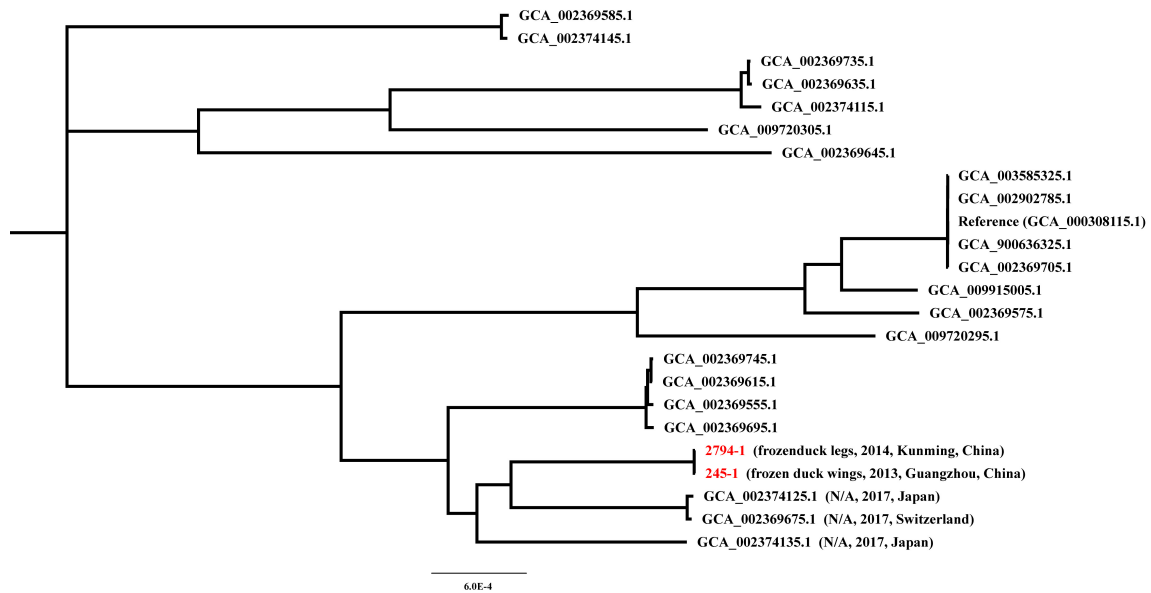 GCA_002369585.1
GCA_002374145.1
GCA_002369735.1
GCA_002369635.1
GCA_002374115.1
GCA_009720305.1
GCA_002369645.1
GCA_003585325.1
GCA_002902785.1
Reference (GCA_000308115.1)
GCA_900636325.1
GCA_002369705.1
GCA_009915005.1
GCA_002369575.1
GCA_009720295.1
GCA_002369745.1
GCA_002369615.1
GCA_002369555.1
GCA_002369695.1
2794-1 (frozenduck legs, 2014, Kunming, China)
245-1 (frozen duck wings, 2013, Guangzhou, China)
GCA_002374125.1 (N/A, 2017, Japan)
GCA_002369675.1 (N/A, 2017, Switzerland)
GCA_002374135.1 (N/A, 2017, Japan)
6.0E-4